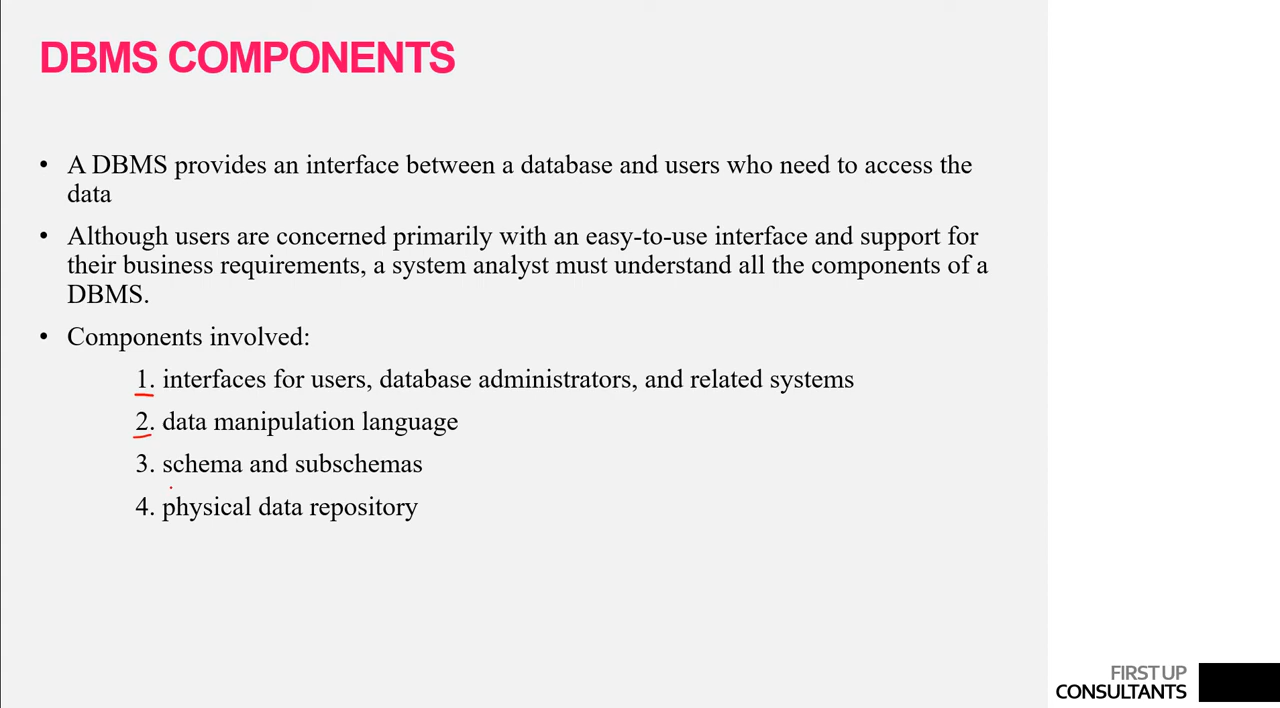 DBMS COMPONENTS
• A DBMS provides an interface between a database and users who need to access the
data
• Although users are concerned primarily with an easy-to-use interface and support for
their business requirements, a system analyst must understand all the components of a
DBMS.
• Components involved:
1. interfaces for users, database administrators, and related systems
2. data manipulation language
3. schema and subschemas
4. physical data repository
FIRST UP
CONSULTANTS